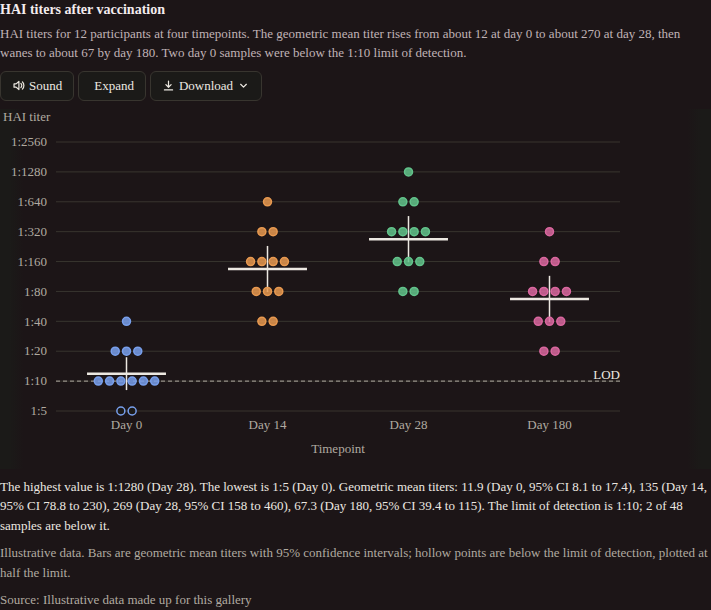 HAI titers after vaccination
HAI titers for 12 participants at four timepoints. The geometric mean titer rises from about 12 at day 0 to about 270 at day 28, then
wanes to about 67 by day 180. Two day 0 samples were below the 1:10 limit of detection.
Sound Expand Download
HAI titer
1:2560
1:1280
1:640
1:320
1:160
1:80
1:40
1:20
1:10
LOD
1:5
Day 0 Day 14 Day 28 Day 180
Timepoint
The highest value is 1:1280 (Day 28). The lowest is 1:5 (Day 0). Geometric mean titers: 11.9 (Day 0, 95% CI 8.1 to 17.4), 135 (Day 14,
95% CI 78.8 to 230), 269 (Day 28, 95% CI 158 to 460), 67.3 (Day 180, 95% CI 39.4 to 115). The limit of detection is 1:10; 2 of 48
samples are below it.
Illustrative data. Bars are geometric mean titers with 95% confidence intervals; hollow points are below the limit of detection, plotted at
half the limit.
Source: Illustrative data made up for this gallery